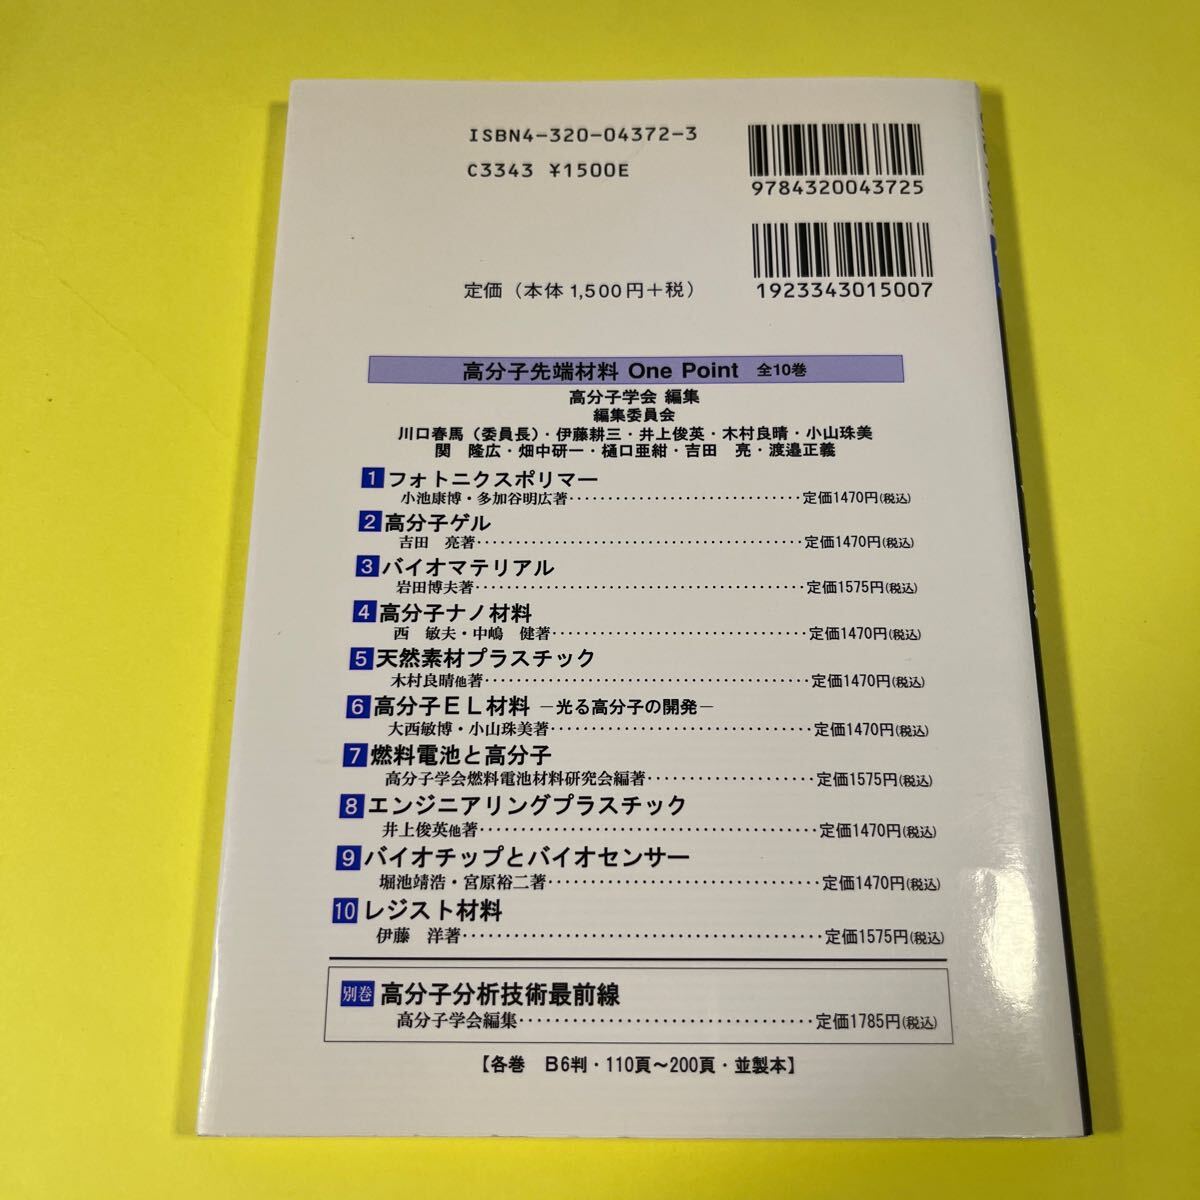 ISBN4-320-04372-3
C3343 ¥1500E
9784320043725
1923343015007
定価（本体1,500円＋税）
高分子先端材料 One Point 全10巻
高分子学会 編集
編集委員会
川口春馬（委員長）・伊藤耕三・井上俊英・木村良晴・小山珠美
関 隆広・畑中研一・樋口亜紺・吉田 亮・渡邉正義
1 フォトニクスポリマー
小池康博・多加谷明広著……………………………定価1470円(税込)
2 高分子ゲル
吉田 亮著……………………………定価1470円(税込)
3 バイオマテリアル
岩田博夫著……………………………定価1575円(税込)
4 高分子ナノ材料
西 敏夫・中嶋 健著……………………………定価1470円(税込)
5 天然素材プラスチック
木村良晴他著……………………………定価1470円(税込)
6 高分子EL材料 －光る高分子の開発－
大西敏博・小山珠美著……………………………定価1470円(税込)
7 燃料電池と高分子
高分子学会燃料電池材料研究会編著……………………定価1575円(税込)
8 エンジニアリングプラスチック
井上俊英他著……………………………定価1470円(税込)
9 バイオチップとバイオセンサー
堀池靖浩・宮原裕二著……………………………定価1470円(税込)
10 レジスト材料
伊藤 洋著……………………………定価1575円(税込)
別巻 高分子分析技術最前線
高分子学会編集……………………………定価1785円(税込)
【各巻 B6判・110頁～200頁・並製本】